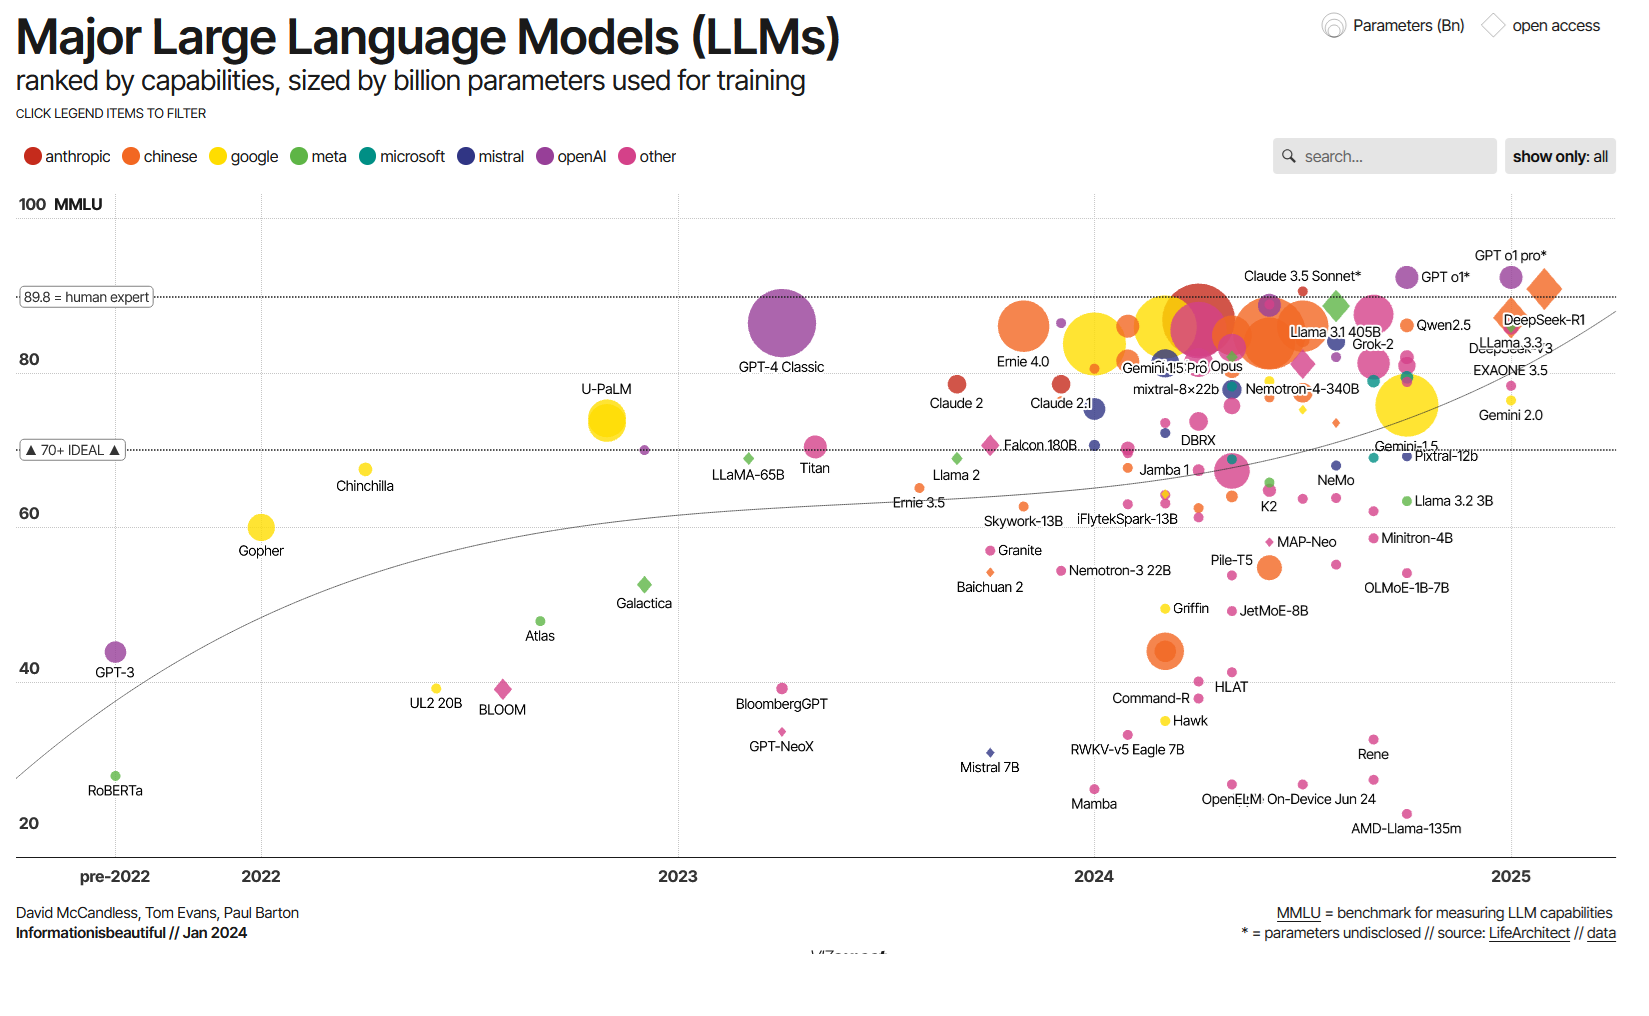 Major Large Language Models (LLMs)
ranked by capabilities, sized by billion parameters used for training
CLICK LEGEND ITEMS TO FILTER
Parameters (Bn) open access
anthropic chinese google meta microsoft mistral openAI other
search...
show only: all
100 MMLU
GPT o1 pro*
Claude 3.5 Sonnet* GPT o1*
89.8 = human expert
DeepSeek-R1
Qwen2.5
Llama 3.1 405B
Grok-2
LLama 3.3
DeepSeek-V3
Ernie 4.0
80
GPT-4 Classic
Gemini 1.5 Pro
Opus
EXAONE 3.5
U-PaLM
mixtral-8x22b
Nemotron-4-340B
Claude 2
Claude 2.1
Gemini 2.0
DBRX
Falcon 180B
Gemini-1.5
▲ 70+ IDEAL ▲
Pixtral-12b
Titan
Jamba 1
LLaMA-65B
Llama 2
NeMo
Chinchilla
Ernie 3.5
Llama 3.2 3B
K2
60
Skywork-13B
iFlytekSpark-13B
Minitron-4B
MAP-Neo
Gopher
Granite
Pile-T5
Nemotron-3 22B
Baichuan 2
OLMoE-1B-7B
Galactica
Griffin
JetMoE-8B
Atlas
40
GPT-3
HLAT
Command-R
UL2 20B
BLOOM
BloombergGPT
Hawk
GPT-NeoX
RWKV-v5 Eagle 7B
Rene
Mistral 7B
RoBERTa
OpenELM
On-Device Jun 24
Mamba
20
AMD-Llama-135m
pre-2022 2022 2023 2024 2025
David McCandless, Tom Evans, Paul Barton
Informationisbeautiful // Jan 2024
MMLU = benchmark for measuring LLM capabilities
* = parameters undisclosed // source: LifeArchitect // data